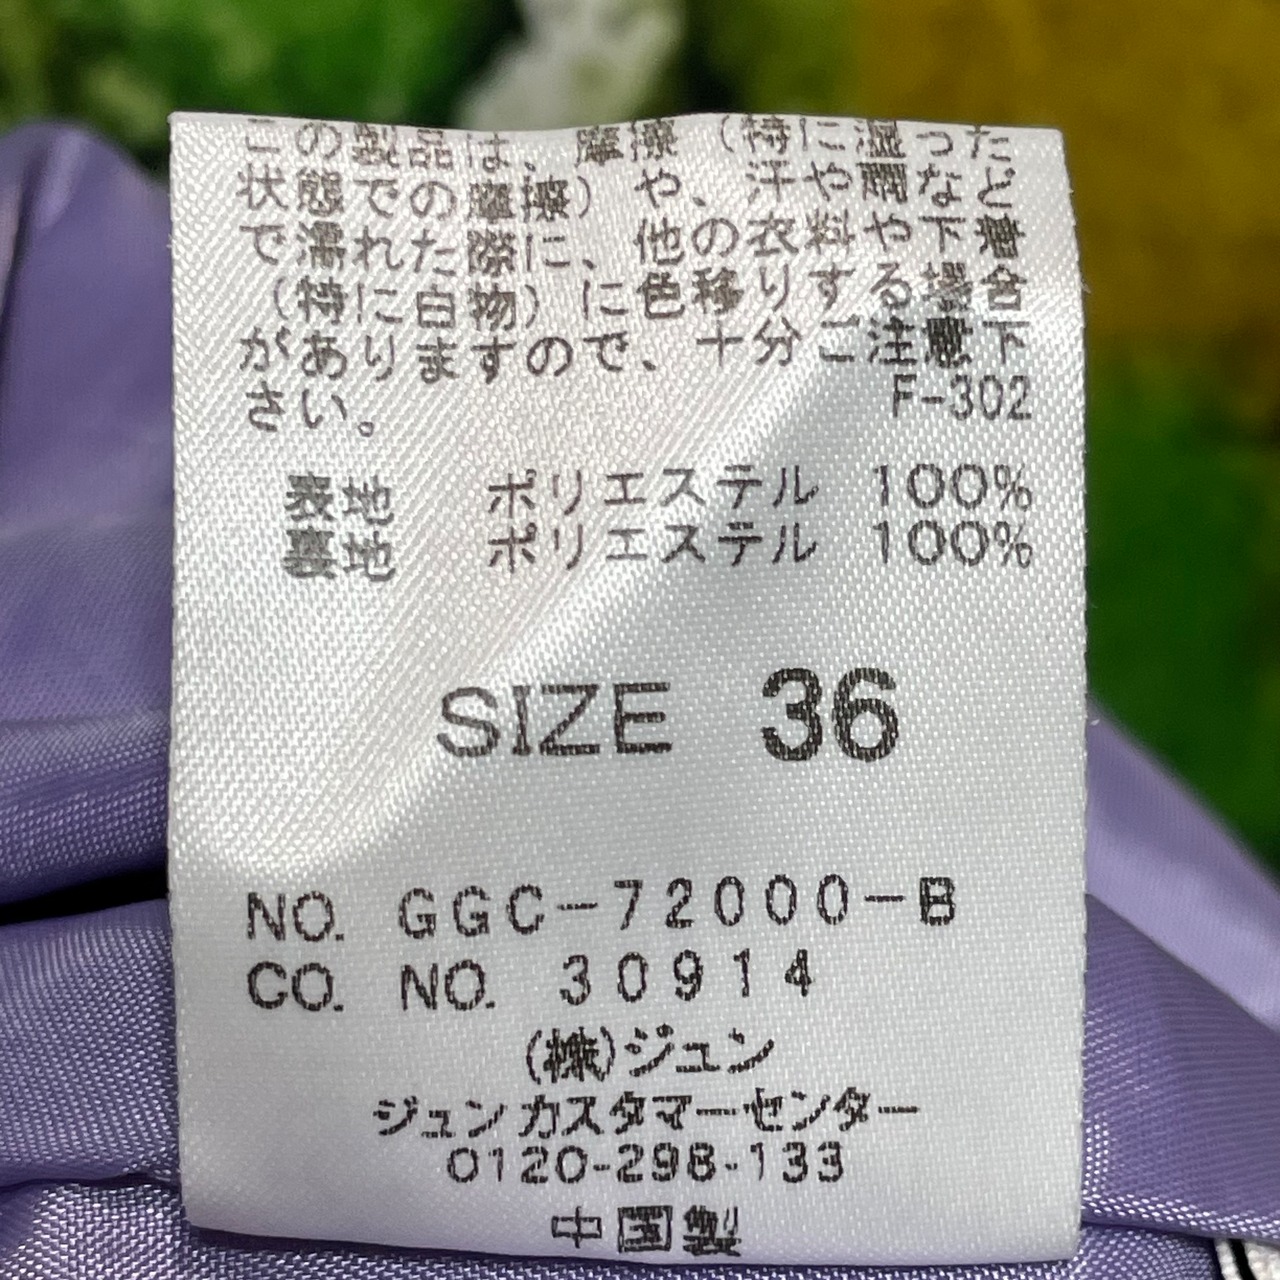 この製品は、摩擦（特に湿った
状態での摩擦）や、汗や雨など
で濡れた際に、他の衣料や下着
（特に白物）に色移りする場合
がありますので、十分ご注意下
さい。
F-302
表地 ポリエステル 100%
裏地 ポリエステル 100%
SIZE 36
NO. GGC-72000-B
CO. NO. 30914
(株)ジュン
ジュンカスタマーセンター
0120-298-133
中国製